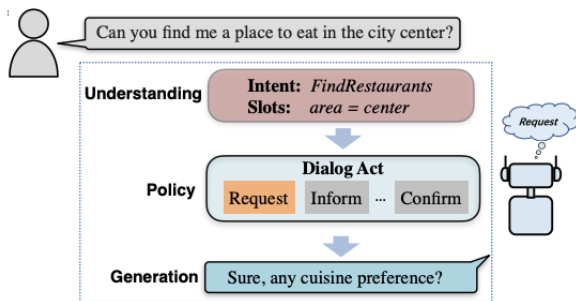 Can you find me a place to eat in the city center?
Understanding
Intent: FindRestaurants
Slots: area = center
Request
Dialog Act
Policy
Request Inform ... Confirm
Generation
Sure, any cuisine preference?